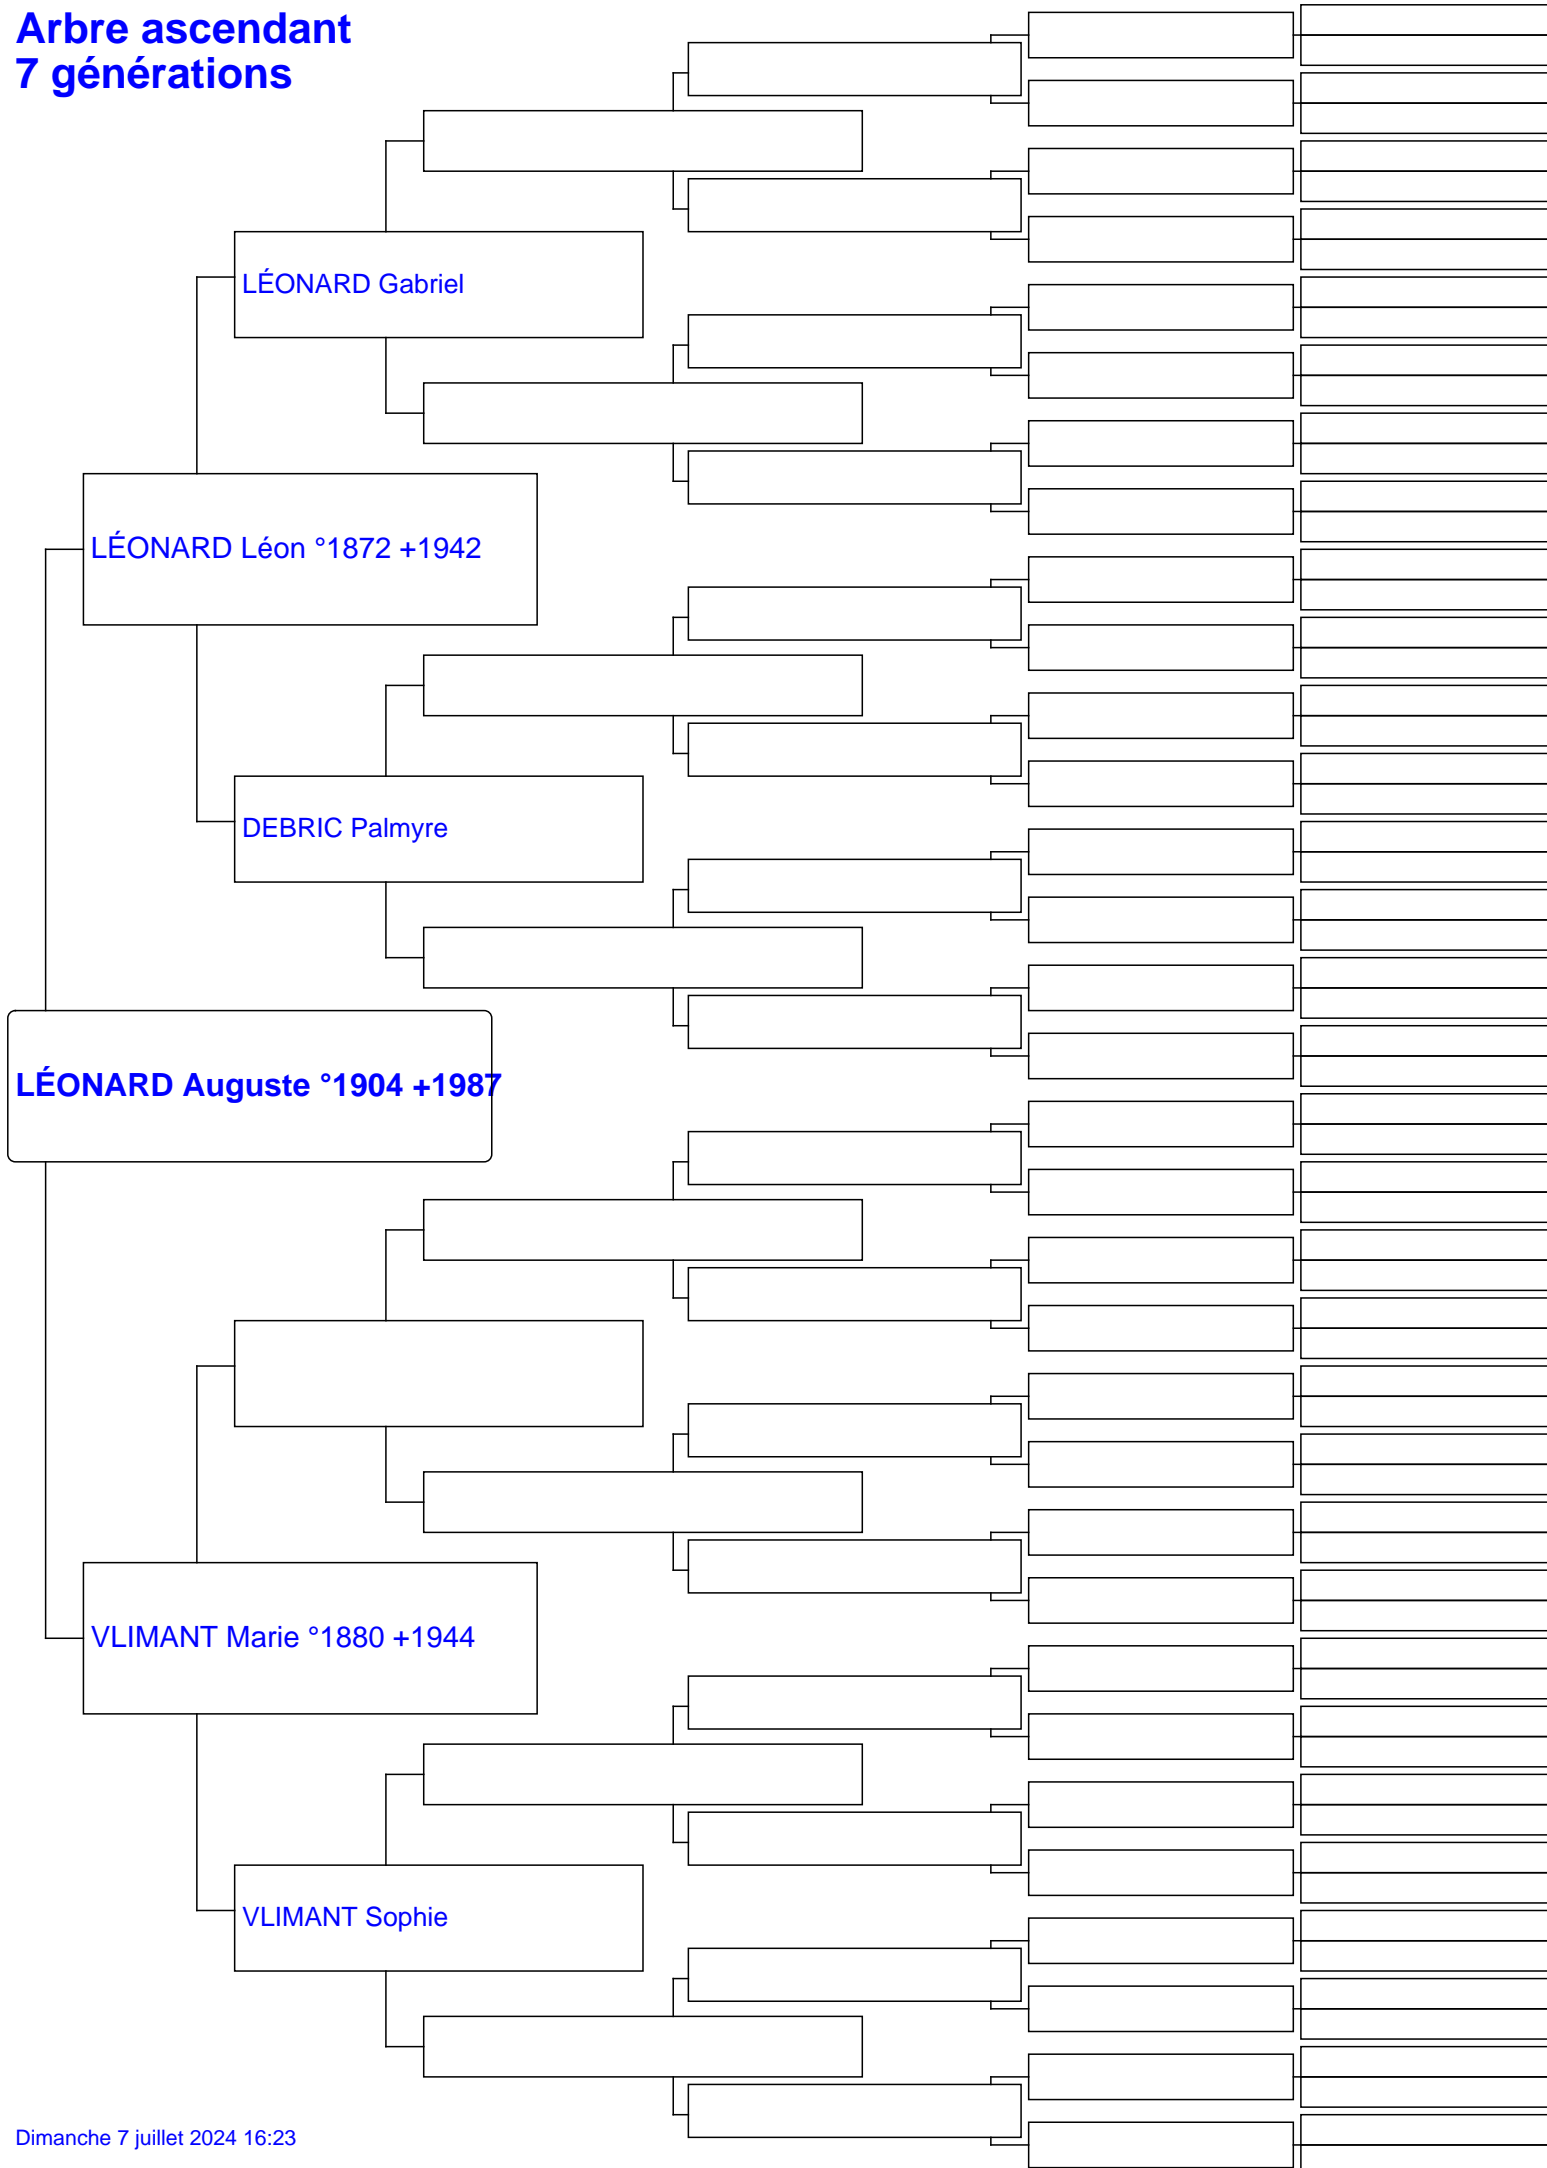 Arbre ascendant
7 générations
LÉONARD Gabriel
LÉONARD Léon °1872 +1942
DEBRIC Palmyre
LÉONARD Auguste °1904 +1987
VLIMANT Marie °1880 +1944
VLIMANT Sophie
Dimanche 7 juillet 2024 16:23